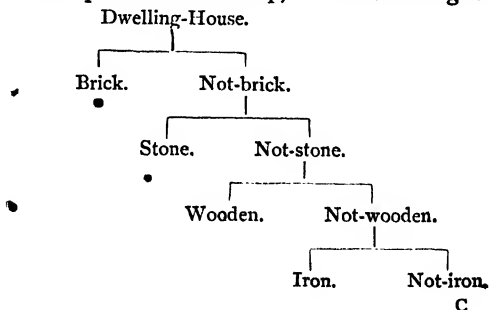 Dwelling-House.
Brick. Not-brick.
Stone. Not-stone.
Wooden. Not-wooden.
Iron. Not-iron.
C